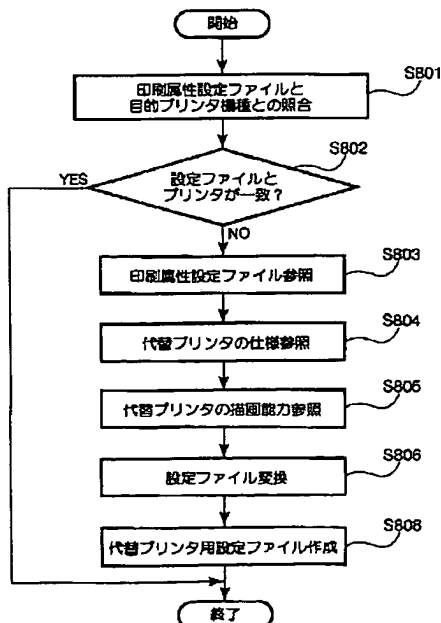 開始
印刷属性設定ファイルと
目的プリンタ機種との照合
S801
S802
設定ファイルと
プリンタが一致?
YES
NO
印刷属性設定ファイル参照
S803
代替プリンタの仕様参照
S804
代替プリンタの描画能力参照
S805
設定ファイル変換
S806
代替プリンタ用設定ファイル作成
S808
終了